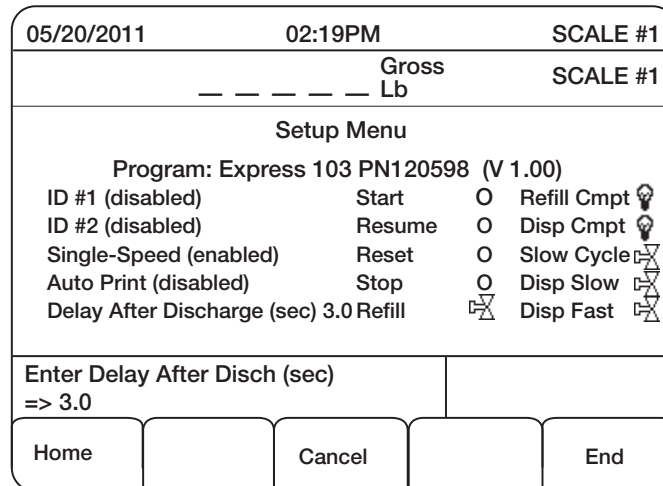 05/20/2011 02:19PM SCALE #1
Gross SCALE #1
_ _ _ _ _ Lb
Setup Menu
Program: Express 103 PN120598 (V 1.00)
ID #1 (disabled) Start O Refill Cmpt
ID #2 (disabled) Resume O Disp Cmpt
Single-Speed (enabled) Reset O Slow Cycle
Auto Print (disabled) Stop O Disp Slow
Delay After Discharge (sec) 3.0 Refill Disp Fast
Enter Delay After Disch (sec)
=> 3.0
Home Cancel End